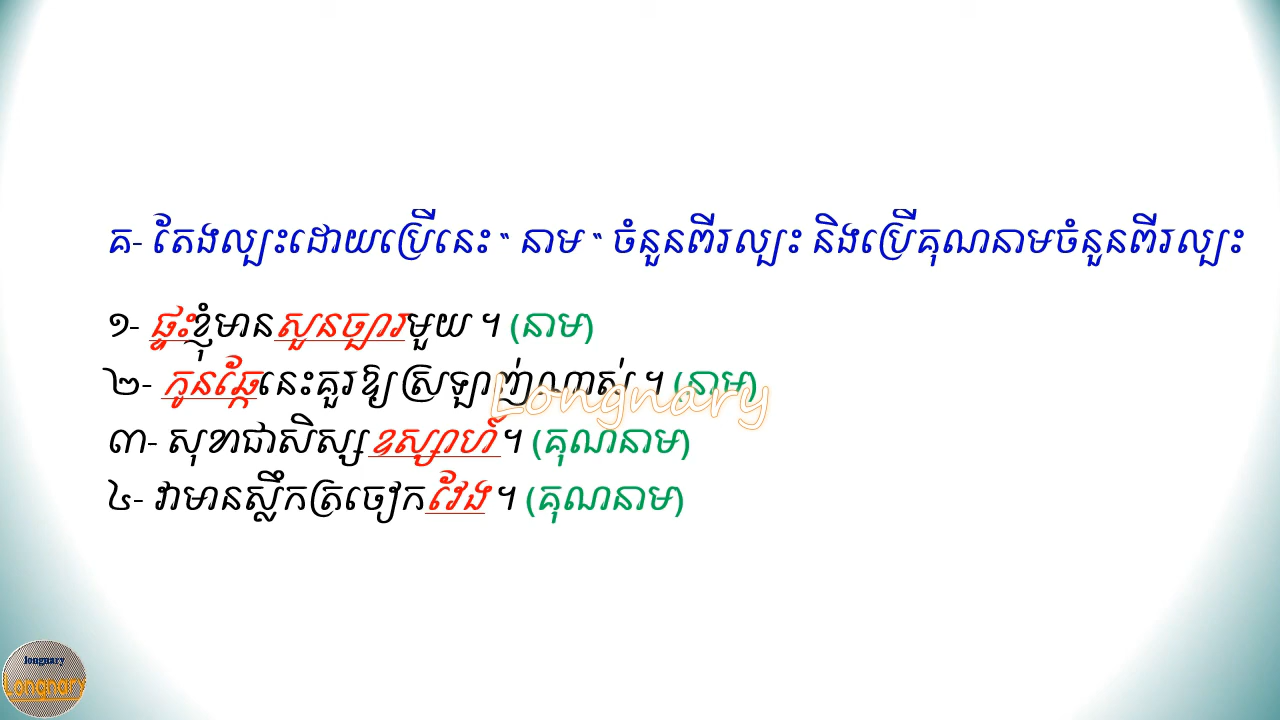 គ- តែងល្បះដោយប្រើនេះ " នាម " ចំនួនពីរល្បះ និងប្រើគុណនាមចំនួនពីរល្បះ
១- ផ្ទះខ្ញុំមានសួនច្បារមួយ ។ (នាម)
២- កូនឆ្កែនេះគួរឱ្យស្រឡាញ់ណាស់ ។ (នាម)
Longnary
៣- សុខាជាសិស្សឧស្សាហ៍ ។ (គុណនាម)
៤- វាមានស្លឹកត្រចៀកវែង ។ (គុណនាម)
longnary
Longnary